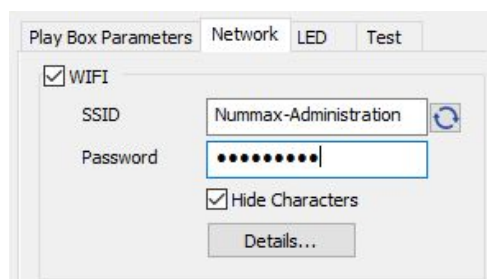 Play Box Parameters Network LED Test
WIFI
SSID Nummax-Administration
Password •••••••••
Hide Characters
Details...